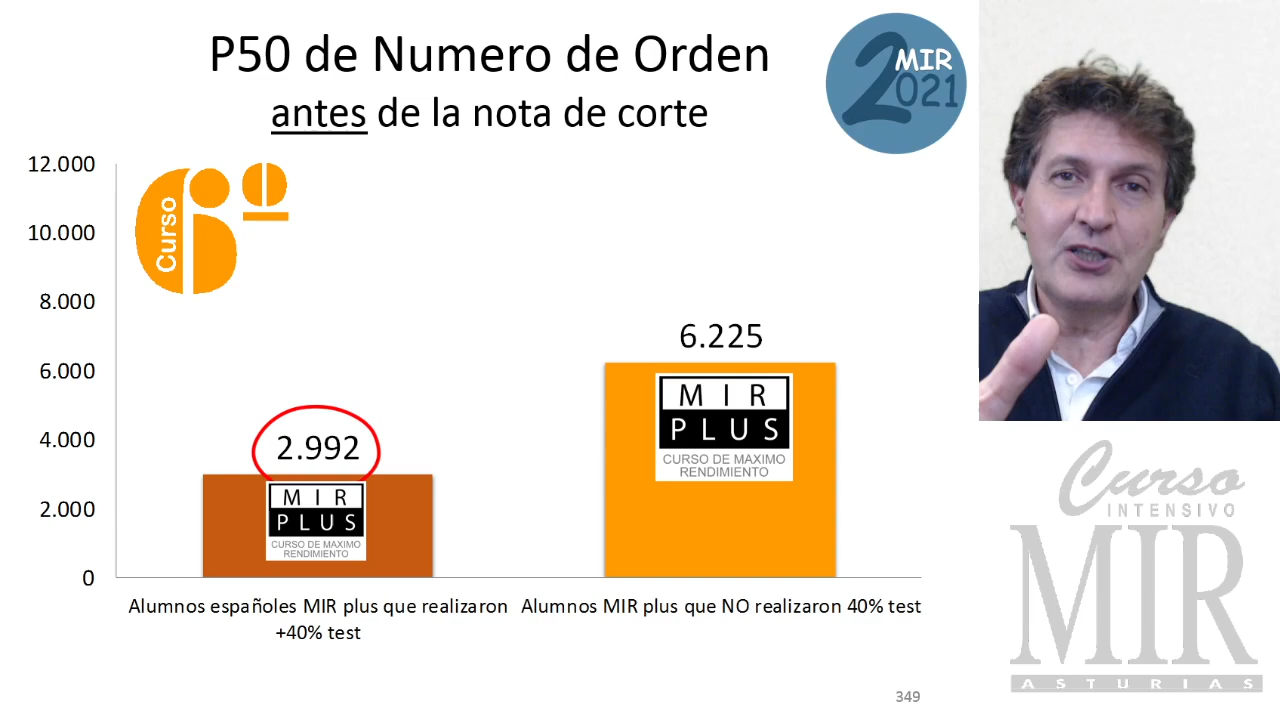 P50 de Numero de Orden
antes de la nota de corte
MIR
2021
12.000
10.000
8.000
6.000
4.000
2.000
0
Curso
6º
2.992
MIR
PLUS
CURSO DE MAXIMO
RENDIMIENTO
6.225
MIR
PLUS
CURSO DE MAXIMO
RENDIMIENTO
Alumnos españoles MIR plus que realizaron
+40% test
Alumnos MIR plus que NO realizaron 40% test
349
Curso
INTENSIVO
MIR
ASTURIAS